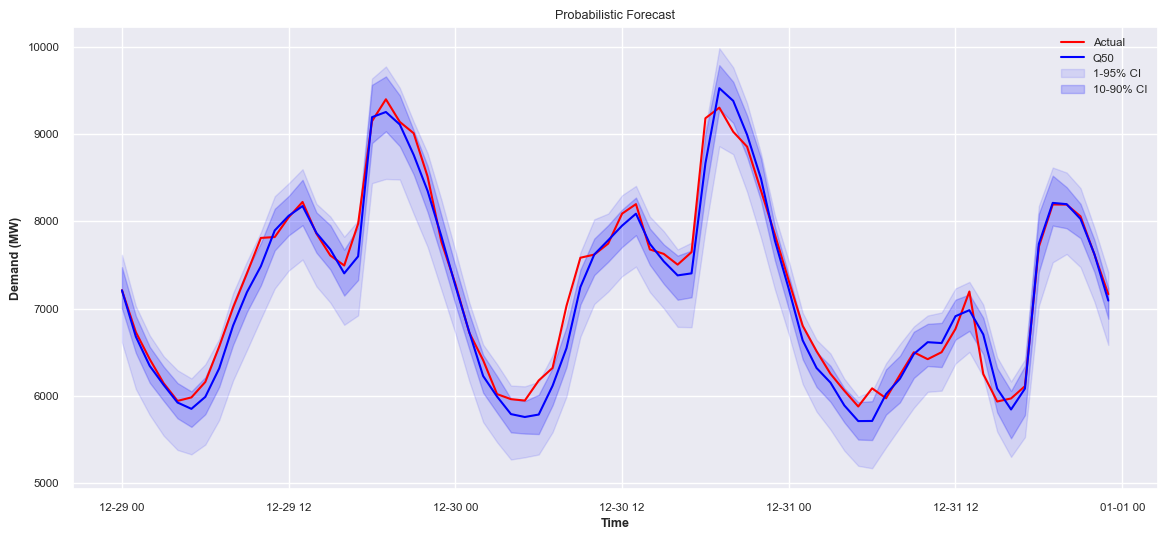 Probabilistic Forecast
Actual
Q50
1-95% CI
10-90% CI
Demand (MW)
10000
9000
8000
7000
6000
5000
12-29 00
12-29 12
12-30 00
12-30 12
12-31 00
12-31 12
01-01 00
Time